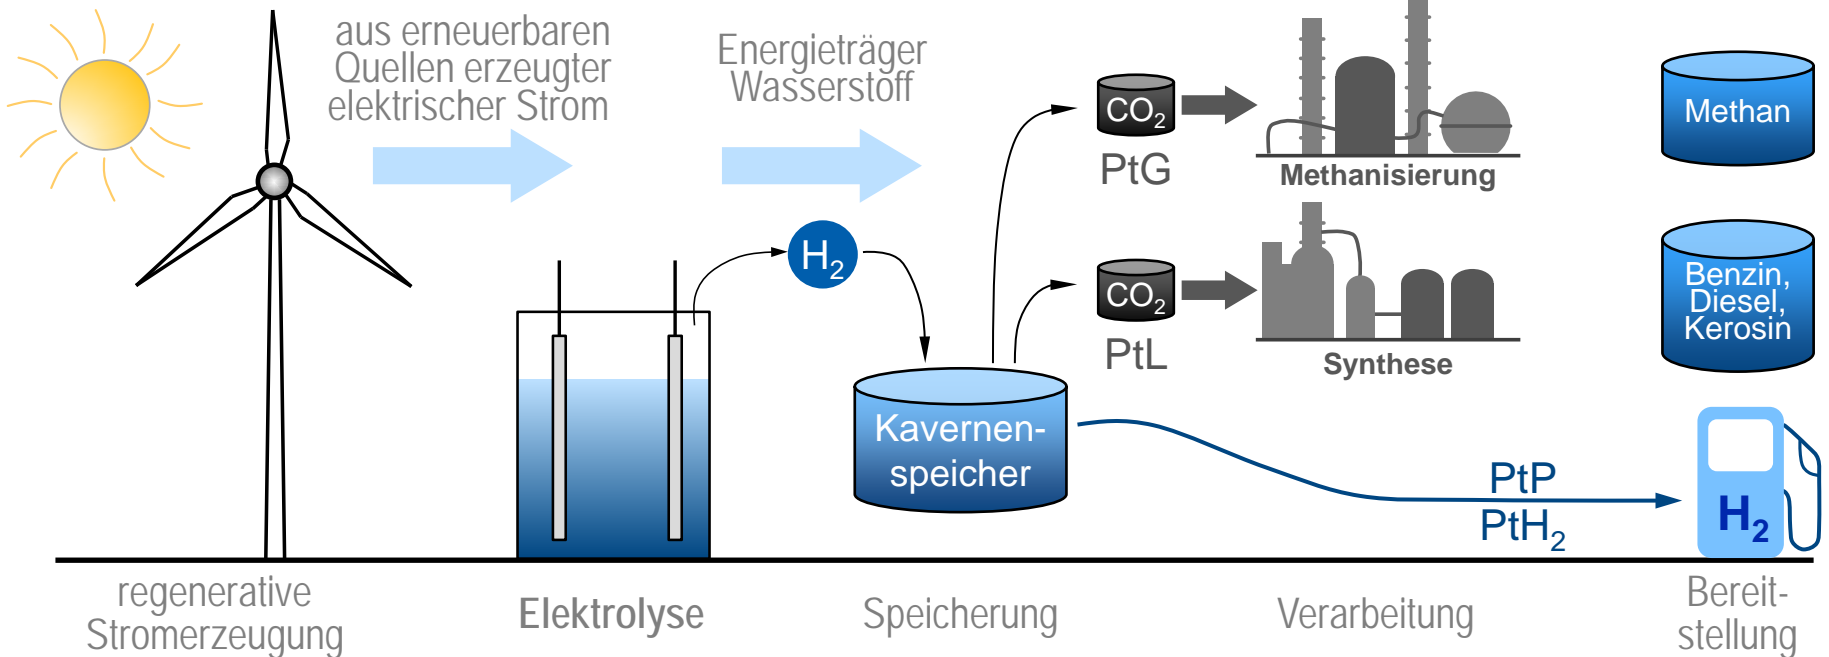 aus erneuerbaren
Quellen erzeugter
elektrischer Strom
Energieträger
Wasserstoff
CO2
PtG
Methanisierung
Methan
H2
CO2
PtL
Synthese
Benzin,
Diesel,
Kerosin
Kavernen-
speicher
PtP
PtH2
H2
regenerative
Stromerzeugung
Elektrolyse
Speicherung
Verarbeitung
Bereit-
stellung